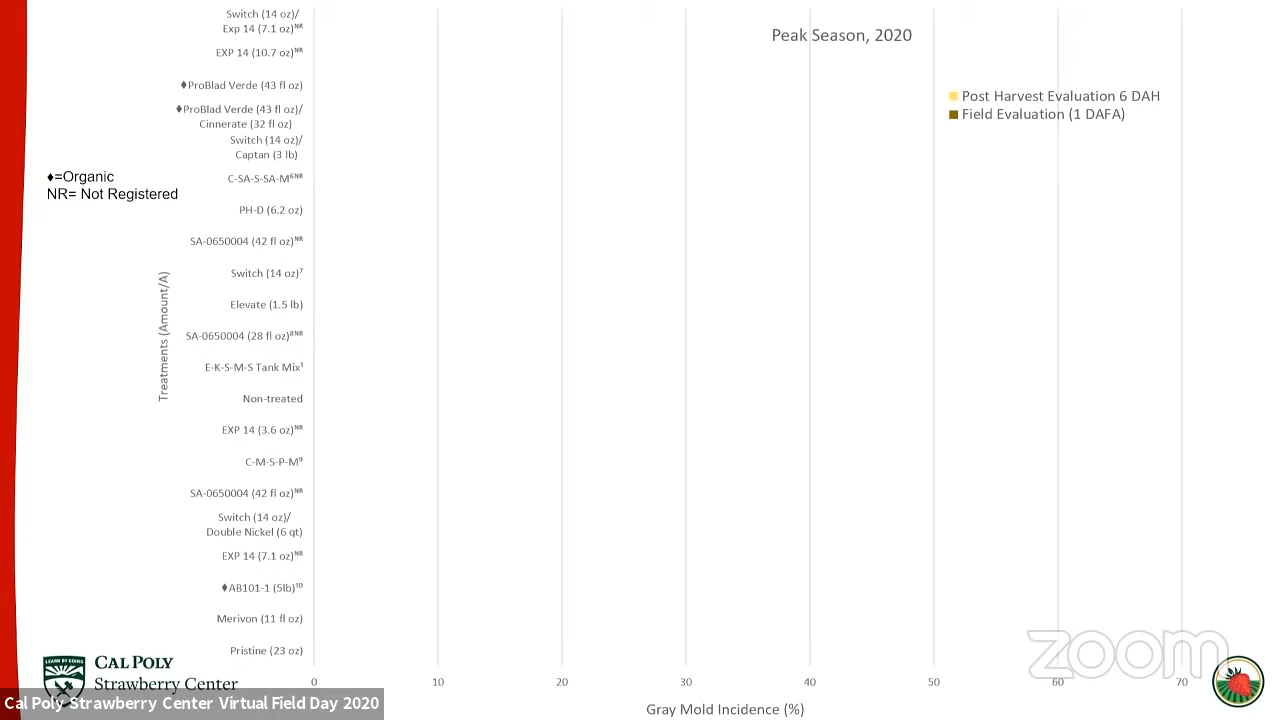 Peak Season, 2020
Post Harvest Evaluation 6 DAH
Field Evaluation (1 DAFA)
♦=Organic
NR= Not Registered
Treatments (Amount/A)
Switch (14 oz)/
Exp 14 (7.1 oz)ᴺᴿ
EXP 14 (10.7 oz)ᴺᴿ
♦ProBlad Verde (43 fl oz)
♦ProBlad Verde (43 fl oz)/
Cinnerate (32 fl oz)
Switch (14 oz)/
Captan (3 lb)
C-SA-S-SA-M⁶ᴺᴿ
PH-D (6.2 oz)
SA-0650004 (42 fl oz)ᴺᴿ
Switch (14 oz)⁷
Elevate (1.5 lb)
SA-0650004 (28 fl oz)⁸ᴺᴿ
E-K-S-M-S Tank Mix¹
Non-treated
EXP 14 (3.6 oz)ᴺᴿ
C-M-S-P-M⁹
SA-0650004 (42 fl oz)ᴺᴿ
Switch (14 oz)/
Double Nickel (6 qt)
EXP 14 (7.1 oz)ᴺᴿ
♦AB101-1 (5lb)¹⁰
Merivon (11 fl oz)
Pristine (23 oz)
0 10 20 30 40 50 60 70
Gray Mold Incidence (%)
LEARN BY DOING
CAL POLY
Strawberry Center
Cal Poly Strawberry Center Virtual Field Day 2020
zoom